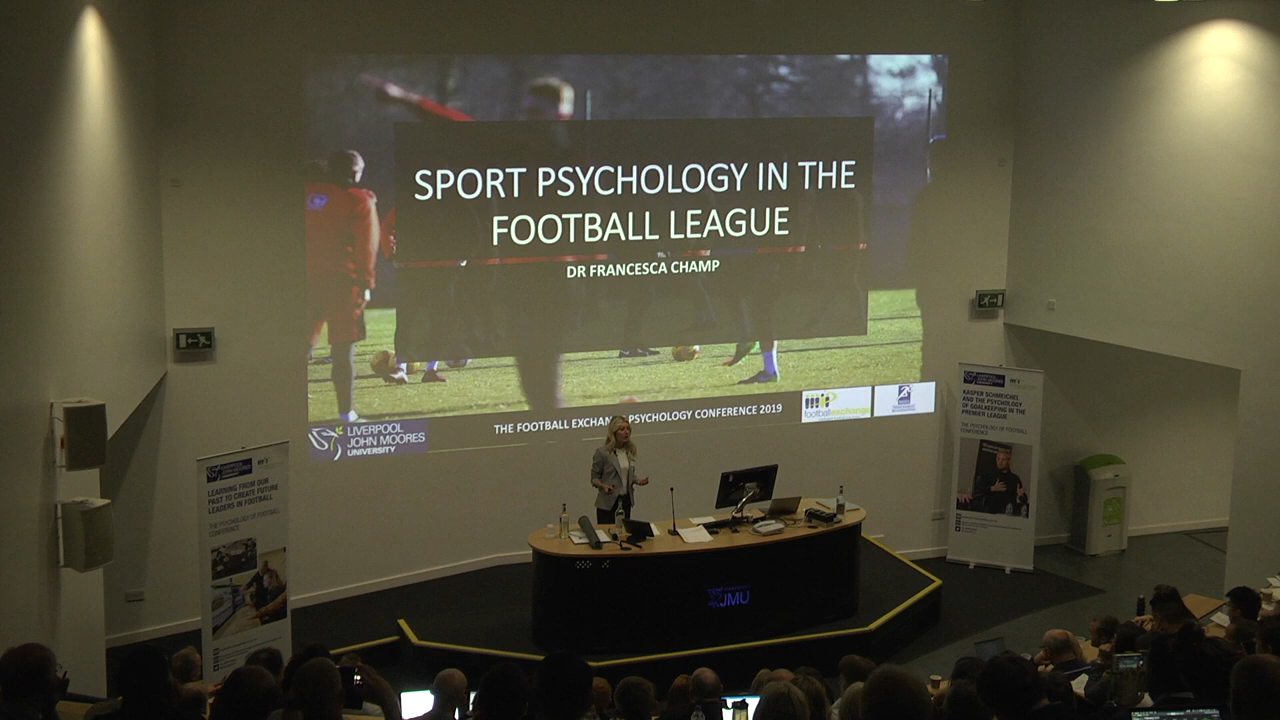 SPORT PSYCHOLOGY IN THE
FOOTBALL LEAGUE
DR FRANCESCA CHAMP
THE FOOTBALL EXCHANGE PSYCHOLOGY CONFERENCE 2019
footballexchange
LIVERPOOL
JOHN MOORES
UNIVERSITY
LEARNING FROM OUR
PAST TO CREATE FUTURE
LEADERS IN FOOTBALL
THE PSYCHOLOGY OF FOOTBALL
CONFERENCE
KASPER SCHMEICHEL
AND THE PSYCHOLOGY
OF GOALKEEPING IN THE
PREMIER LEAGUE
THE PSYCHOLOGY OF FOOTBALL
CONFERENCE
JMU